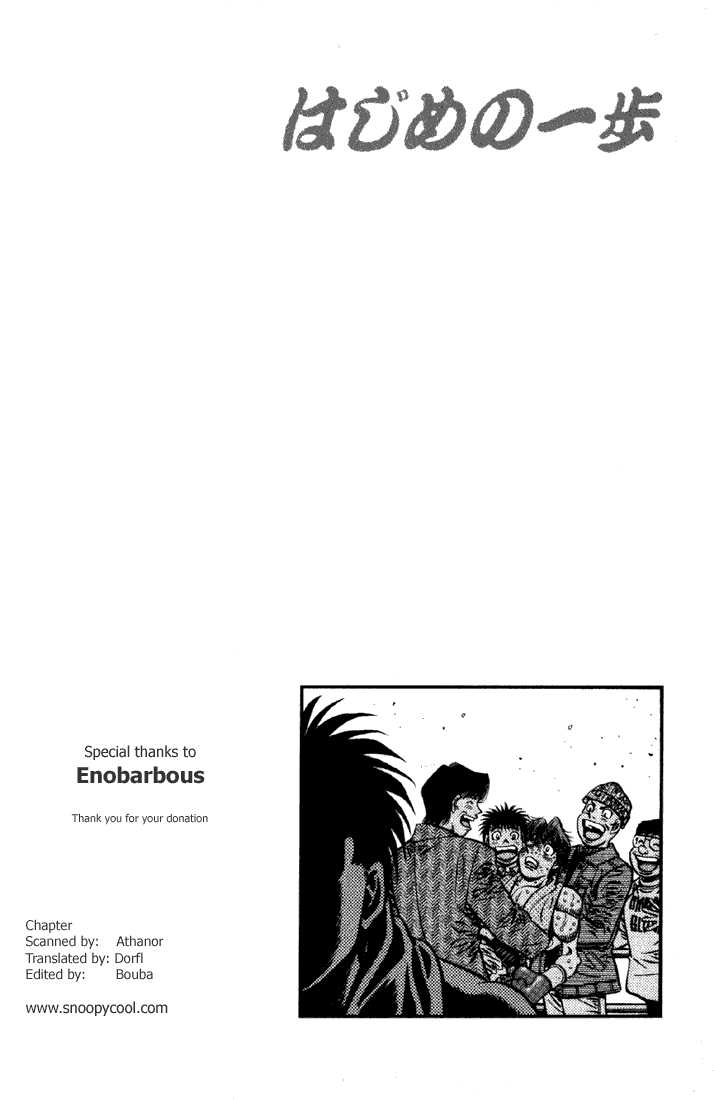 はじめの一歩
Special thanks to
Enobarbous
Thank you for your donation
Chapter
Scanned by: Athanor
Translated by: Dorfl
Edited by: Bouba
www.snoopycool.com